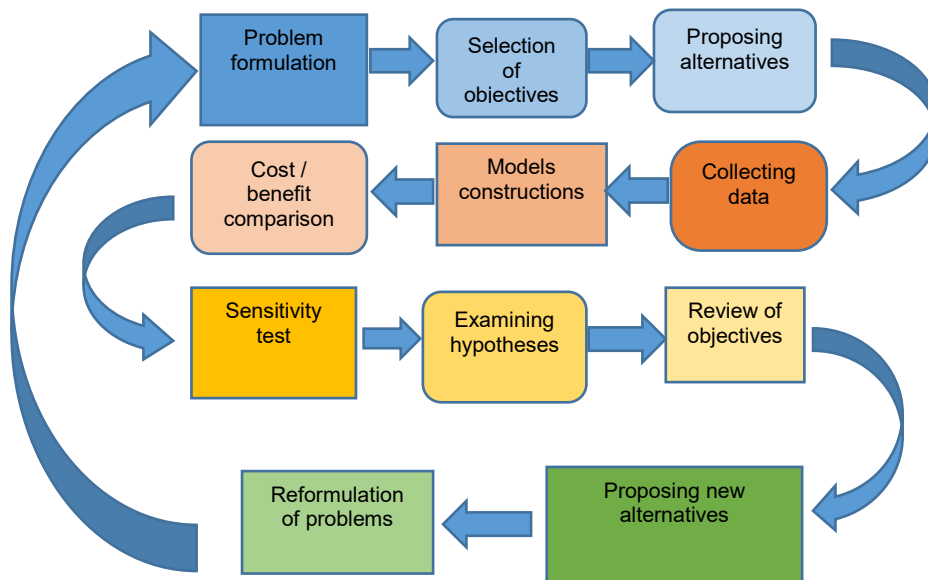 Problem
formulation
Selection
of
objectives
Proposing
alternatives
Cost /
benefit
comparison
Models
constructions
Collecting
data
Sensitivity
test
Examining
hypotheses
Review of
objectives
Reformulation
of problems
Proposing new
alternatives